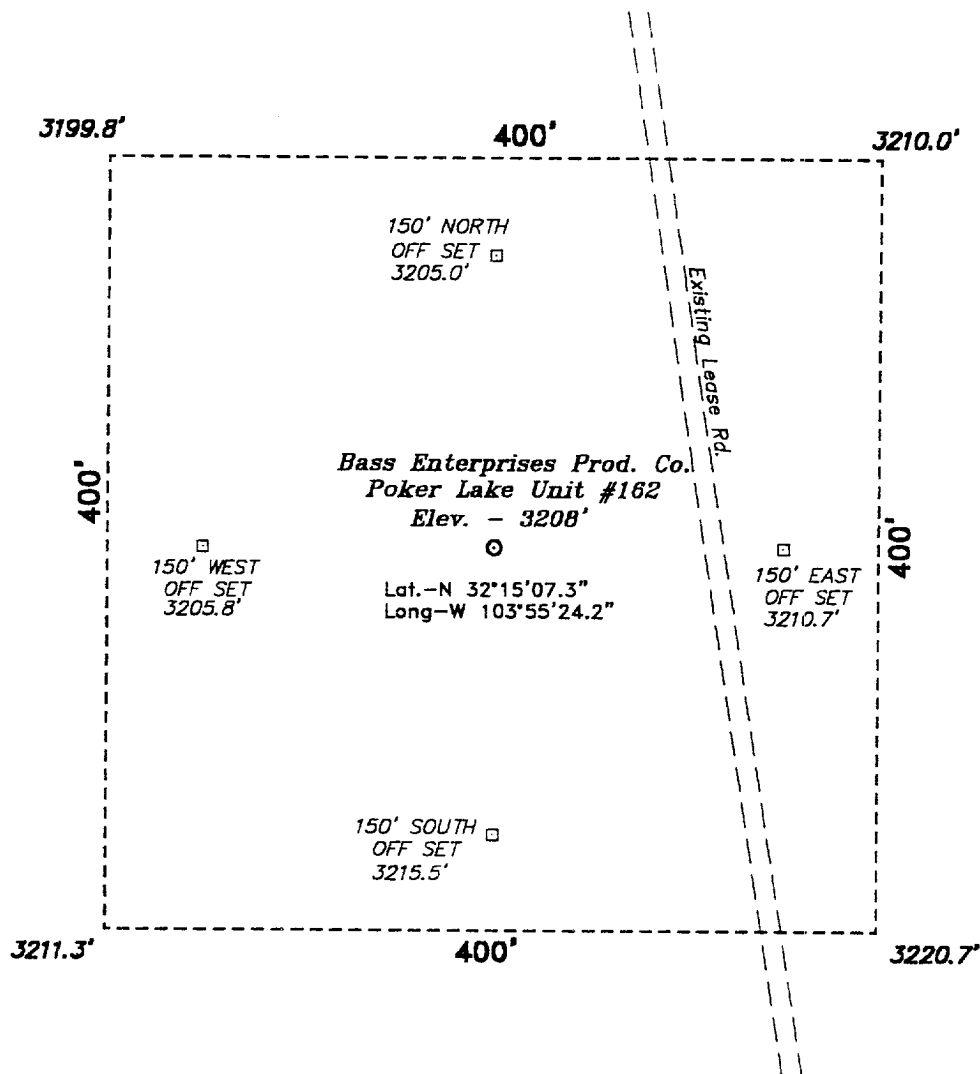 3199.8'
400'
3210.0'
150' NORTH
OFF SET
3205.0'
Existing Lease Rd.
Bass Enterprises Prod. Co.
Poker Lake Unit #162
Elev. - 3208'
400'
400'
150' WEST
OFF SET
3205.8'
Lat.-N 32°15'07.3"
Long-W 103°55'24.2"
150' EAST
OFF SET
3210.7'
150' SOUTH
OFF SET
3215.5'
3211.3'
400'
3220.7'